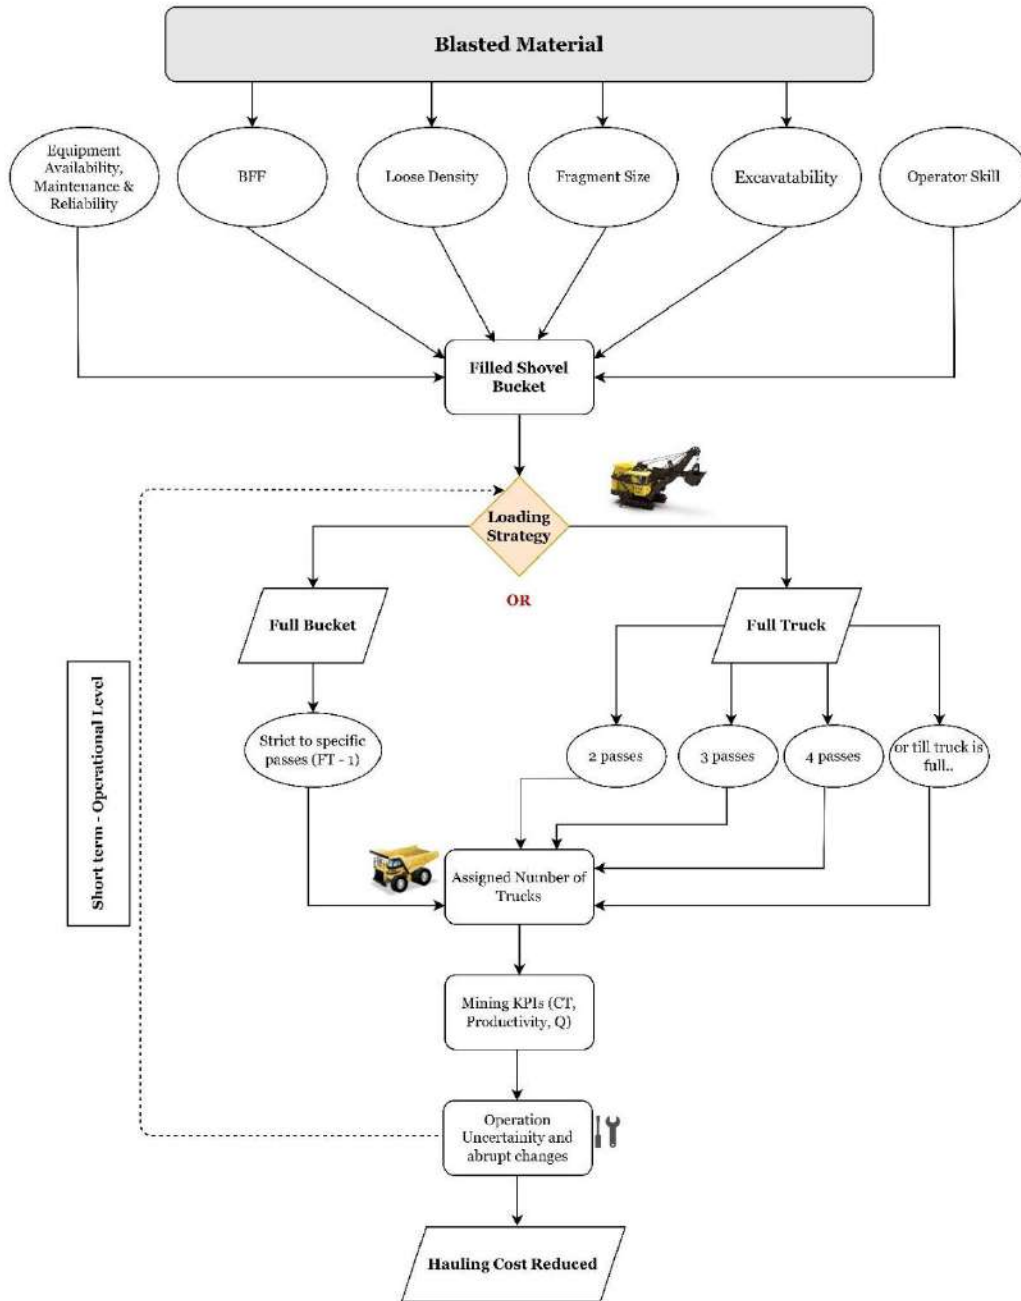 Blasted Material
Equipment
Availability,
Maintenance &
Reliability
BFF
Loose Density
Fragment Size
Excavatability
Operator Skill
Filled Shovel
Bucket
Loading
Strategy
OR
Full Bucket
Full Truck
Short term - Operational Level
Strict to specific
passes (FT - 1)
2 passes
3 passes
4 passes
or till truck is
full..
Assigned Number of
Trucks
Mining KPIs (CT,
Productivity, Q)
Operation
Uncertainity and
abrupt changes
Hauling Cost Reduced